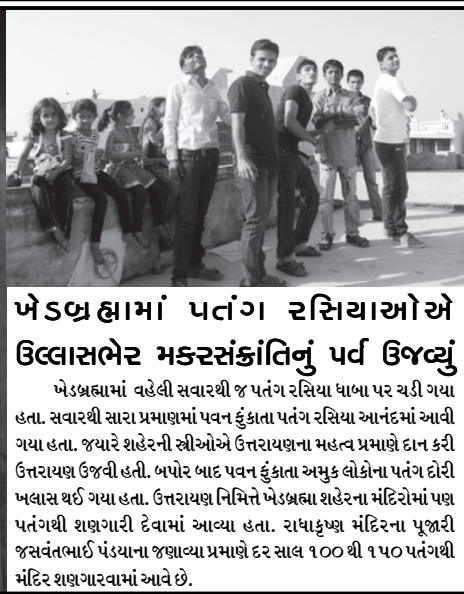 ખેડબ્રહ્મામાં પતંગ રસિયાઓએ
ઉલ્લાસભેર મકરસંક્રાંતિનું પર્વ ઉજવ્યું
ખેડબ્રહ્મામાં વહેલી સવારથી જ પતંગ રસિયા ધાબા પર ચડી ગયા
હતા. સવારથી સારા પ્રમાણમાં પવન ફુંકાતા પતંગ રસિયા આનંદમાં આવી
ગયા હતા. જયારે શહેરની સ્ત્રીઓએ ઉત્તરાયણના મહત્વ પ્રમાણે દાન કરી
ઉત્તરાયણ ઉજવી હતી. બપોર બાદ પવન ફુંકાતા અમુક લોકોના પતંગ દોરી
ખલાસ થઈ ગયા હતા. ઉત્તરાયણ નિમિત્તે ખેડબ્રહ્મા શહેરના મંદિરોમાં પણ
પતંગથી શણગારી દેવામાં આવ્યા હતા. રાધાકૃષ્ણ મંદિરના પૂજારી
જસવંતભાઈ પંડયાના જણાવ્યા પ્રમાણે દર સાલ ૧૦૦ થી ૧૫૦ પતંગથી
મંદિર શણગારવામાં આવે છે.